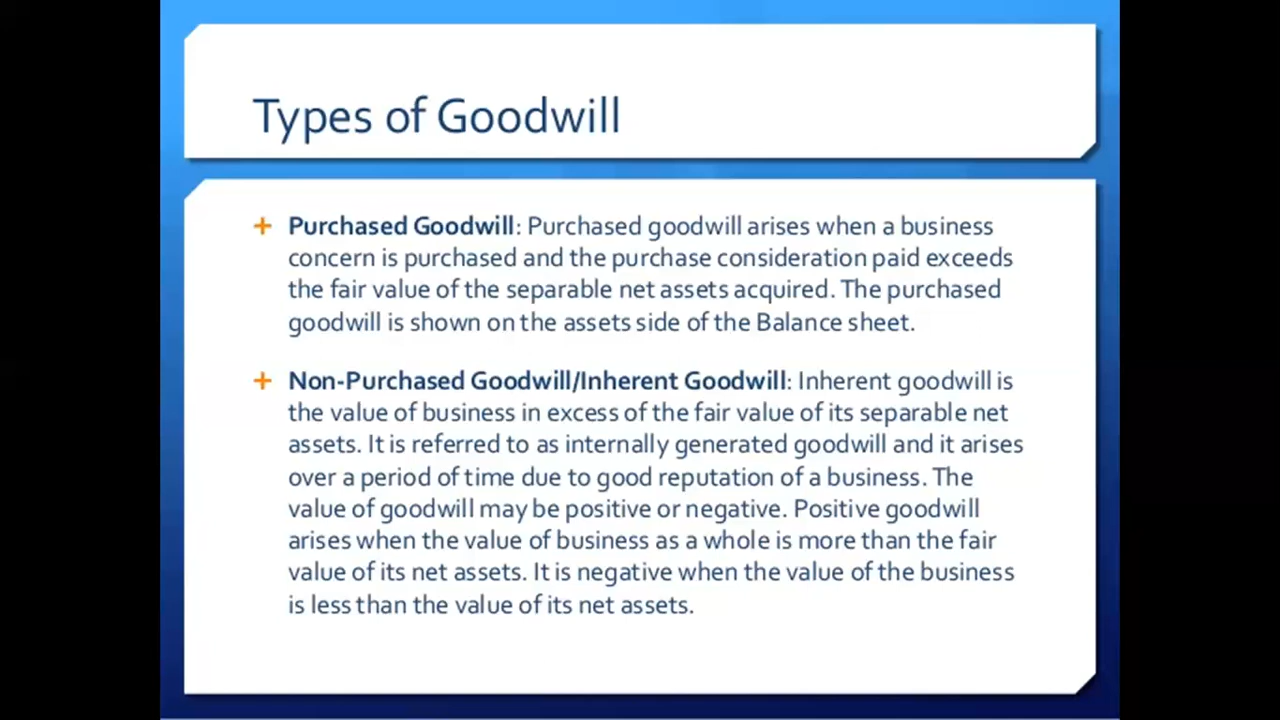 Types of Goodwill
+ Purchased Goodwill: Purchased goodwill arises when a business
concern is purchased and the purchase consideration paid exceeds
the fair value of the separable net assets acquired. The purchased
goodwill is shown on the assets side of the Balance sheet.
+ Non-Purchased Goodwill/Inherent Goodwill: Inherent goodwill is
the value of business in excess of the fair value of its separable net
assets. It is referred to as internally generated goodwill and it arises
over a period of time due to good reputation of a business. The
value of goodwill may be positive or negative. Positive goodwill
arises when the value of business as a whole is more than the fair
value of its net assets. It is negative when the value of the business
is less than the value of its net assets.